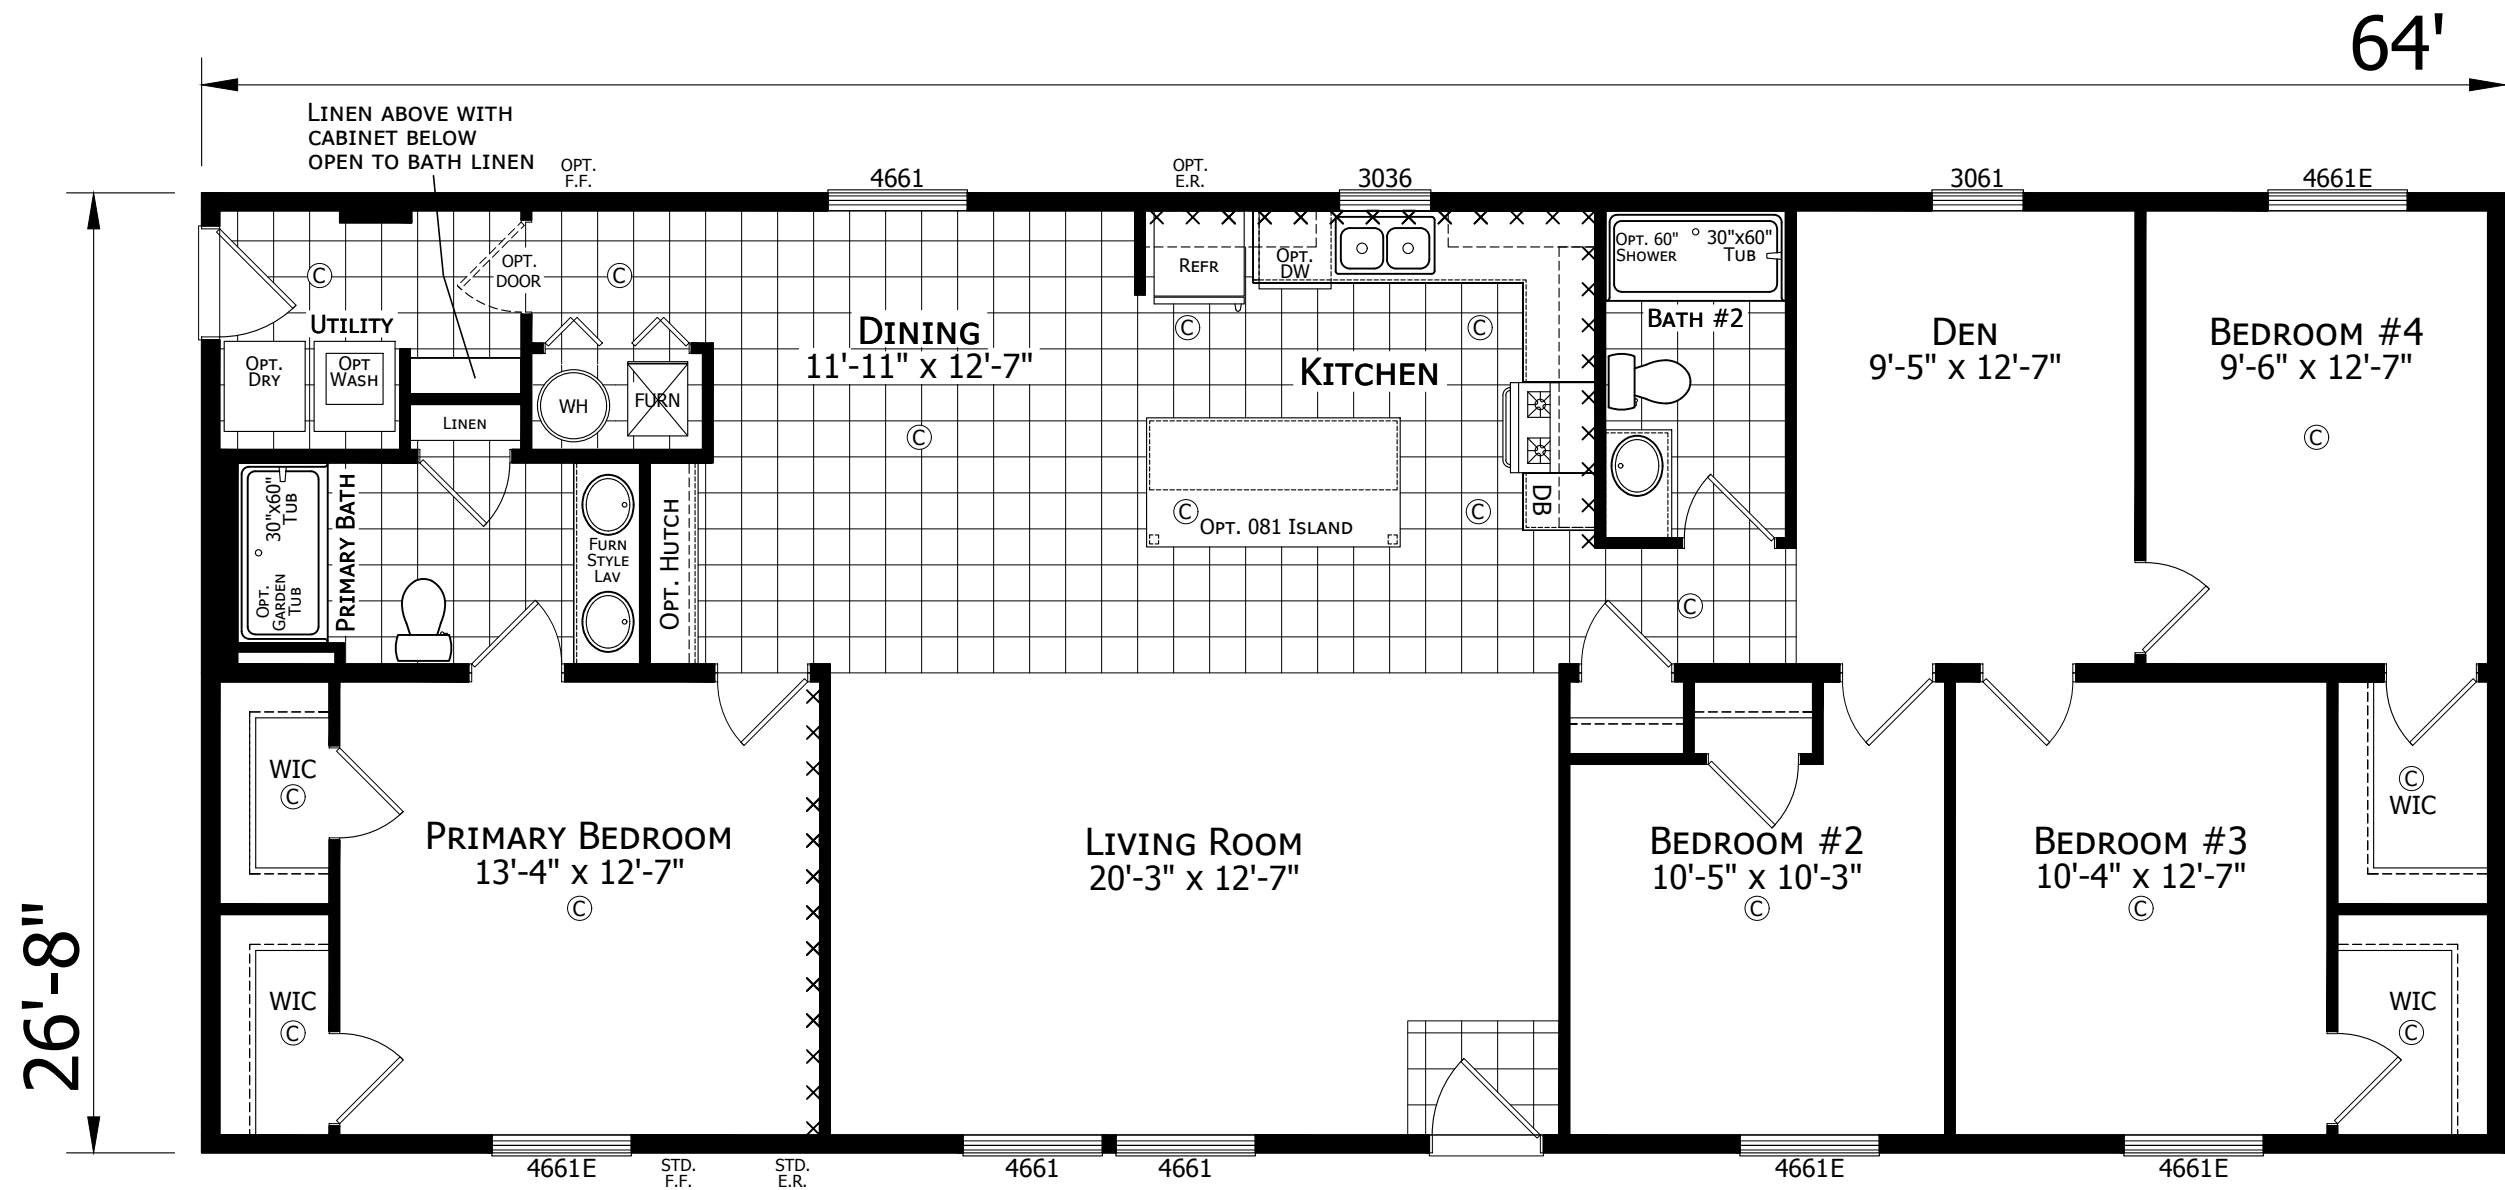 64'
LINEN ABOVE WITH
CABINET BELOW
OPEN TO BATH LINEN
OPT.
F.F.
4661
OPT.
E.R.
3036
3061
4661E
26'-8"
C
UTILITY
OPT.
DRY
OPT
WASH
OPT.
DOOR
C
LINEN
WH
FURN
DINING
11'-11" X 12'-7"
C
REFR
OPT.
DW
C
C
KITCHEN
C
OPT. 081 ISLAND
C
DB
OPT. 60"
SHOWER
30"X60"
TUB
BATH #2
C
DEN
9'-5" X 12'-7"
BEDROOM #4
9'-6" X 12'-7"
C
30"X60"
TUB
OPT.
GARDEN
TUB
PRIMARY BATH
FURN
STYLE
LAV
OPT. HUTCH
WIC
C
WIC
C
PRIMARY BEDROOM
13'-4" X 12'-7"
C
LIVING ROOM
20'-3" X 12'-7"
BEDROOM #2
10'-5" X 10'-3"
C
BEDROOM #3
10'-4" X 12'-7"
C
C
WIC
WIC
C
4661E
STD.
F.F.
STD.
E.R.
4661
4661
4661E
4661E